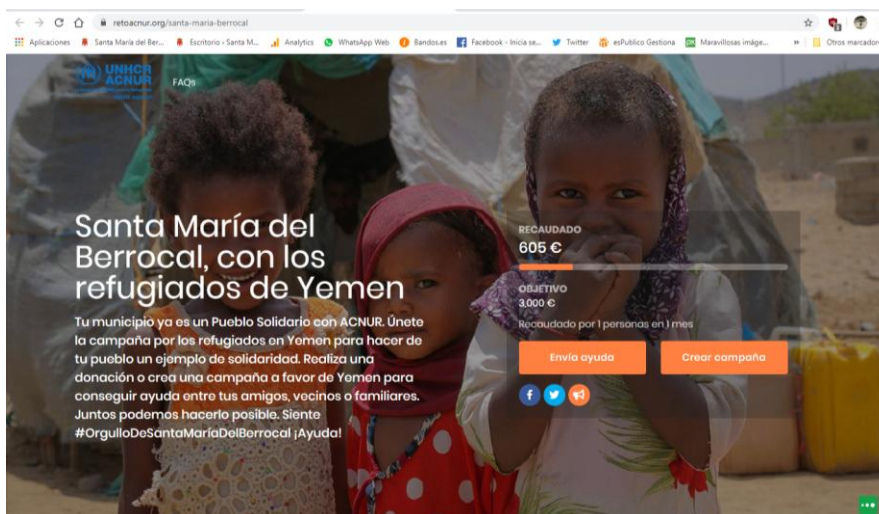 retoacnur.org/santa-maria-berrocal
Aplicaciones
Santa María del Ber...
Escritorio ‹ Santa M...
Analytics
WhatsApp Web
Bandos.es
Facebook - Inicia se...
Twitter
esPublico Gestiona
Maravillosas imáge...
»
Otros marcadore
UNHCR
ACNUR
FAQs
Santa María del
Berrocal, con los
refugiados de Yemen
Tu municipio ya es un Pueblo Solidario con ACNUR. Únete
la campaña por los refugiados en Yemen para hacer de
tu pueblo un ejemplo de solidaridad. Realiza una
donación o crea una campaña a favor de Yemen para
conseguir ayuda entre tus amigos, vecinos o familiares.
Juntos podemos hacerlo posible. Siente
#OrgulloDeSantaMaríaDelBerrocal ¡Ayuda!
RECAUDADO
605 €
OBJETIVO
3,000 €
Recaudado por 1 personas en 1 mes
Envía ayuda
Crear campaña